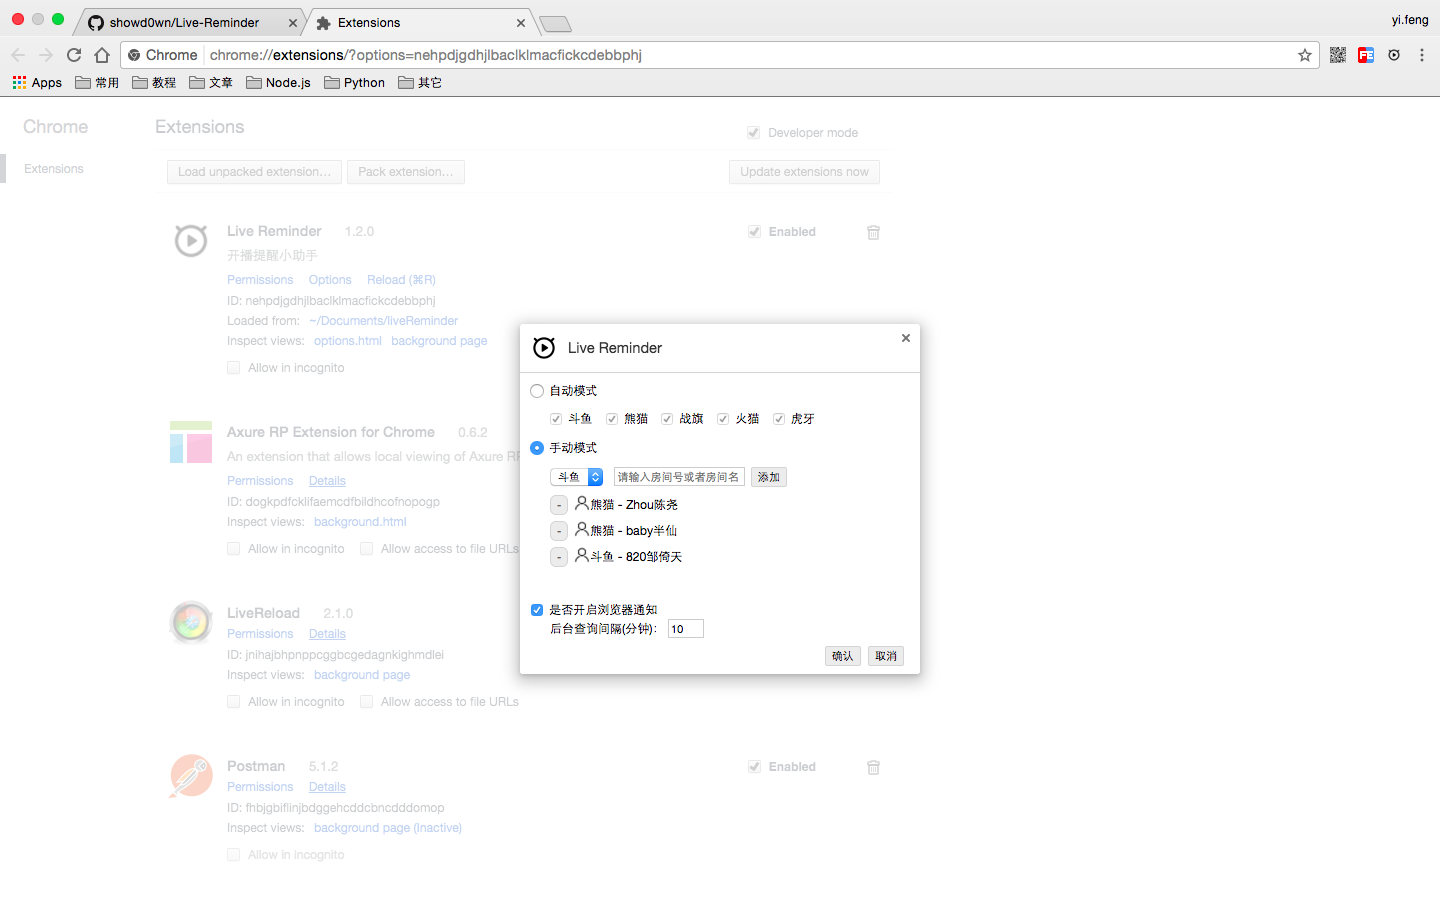 showd0wn/Live-Reminder
Extensions
yi.feng
Chrome chrome://extensions/?options=nehpdjgdhjlbaclklmacfickcdebbphj
Apps 常用 教程 文章 Node.js Python 其它
Chrome
Extensions
Extensions
Developer mode
Load unpacked extension... Pack extension... Update extensions now
Live Reminder 1.2.0
Enabled
开播提醒小助手
Permissions Options Reload (⌘R)
ID: nehpdjgdhjlbaclklmacfickcdebbphj
Loaded from: ~/Documents/liveReminder
Inspect views: options.html background page
Allow in incognito
Axure RP Extension for Chrome 0.6.2
An extension that allows local viewing of Axure RP
Permissions Details
ID: dogkpdfcklifaemcdfbildhcofnopogp
Inspect views: background.html
Allow in incognito Allow access to file URLs
LiveReload 2.1.0
Permissions Details
ID: jnihajbhpnppcggbcgedagnkighmdlei
Inspect views: background page
Allow in incognito Allow access to file URLs
Postman 5.1.2
Enabled
Permissions Details
ID: fhbjgbiflinjbdggehcddcbncdddomop
Inspect views: background page (Inactive)
Allow in incognito
Live Reminder
自动模式
斗鱼 熊猫 战旗 火猫 虎牙
手动模式
斗鱼 请输入房间号或者房间名 添加
- 熊猫 - Zhou陈尧
- 熊猫 - baby半仙
- 斗鱼 - 820邹倚天
是否开启浏览器通知
后台查询间隔(分钟): 10
确认 取消